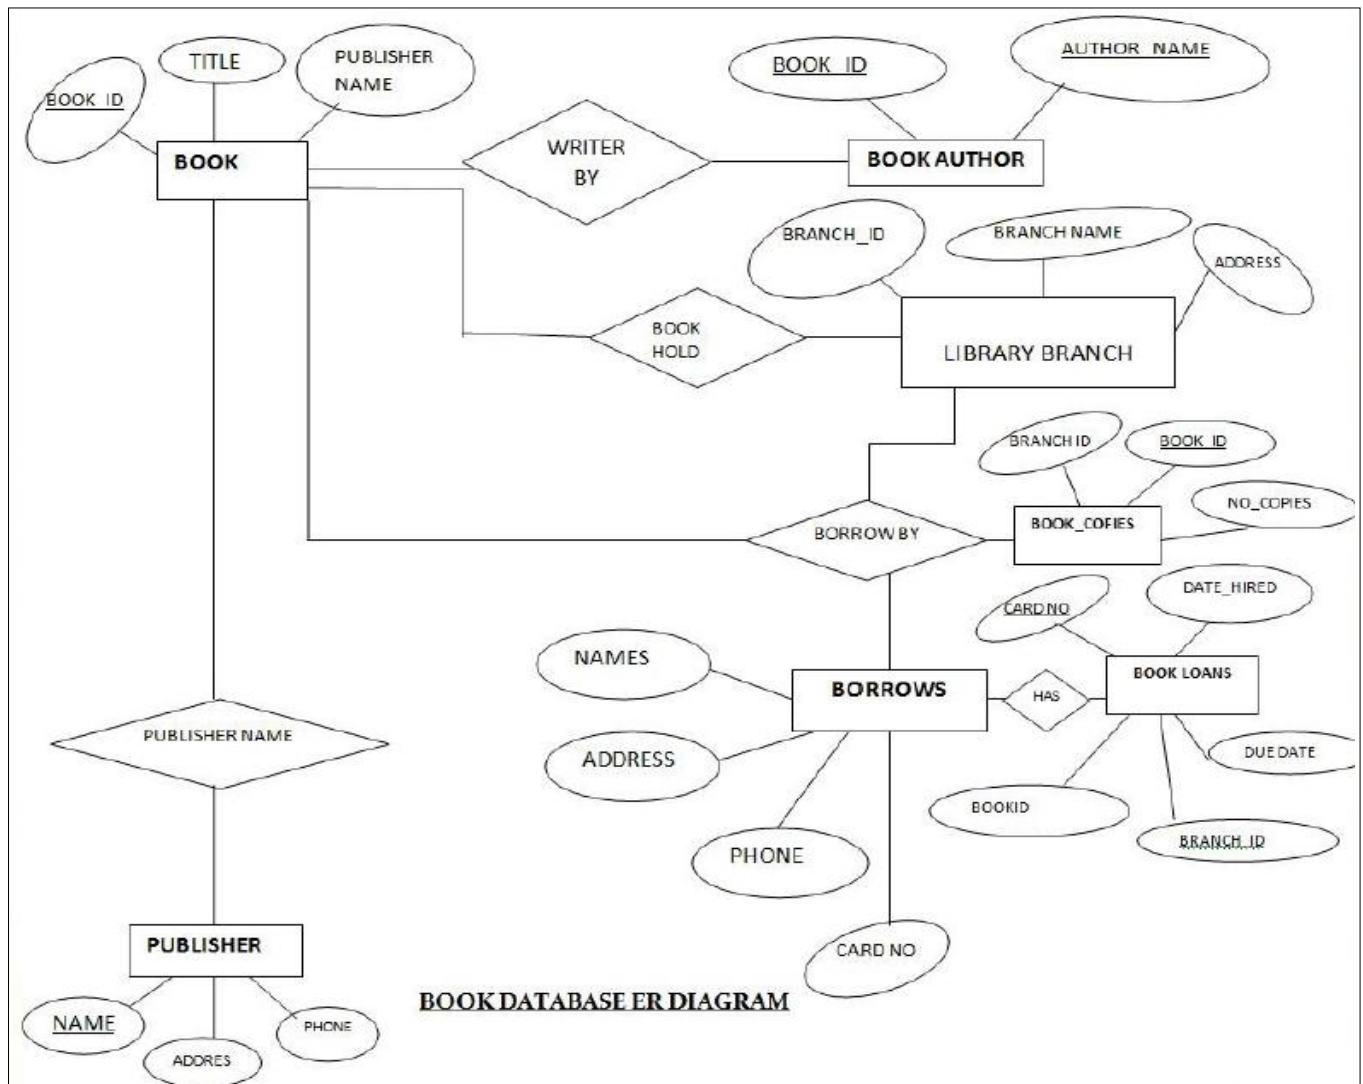 TITLE
PUBLISHER
NAME
BOOK_ID
BOOK
WRITER
BY
BOOK_ID
AUTHOR_NAME
BOOK AUTHOR
BRANCH_ID
BRANCH NAME
ADDRESS
BOOK
HOLD
LIBRARY BRANCH
BRANCH ID
BOOK_ID
NO_COPIES
BOOK_COPIES
BORROW BY
CARD NO
DATE_HIRED
NAMES
BORROWS
HAS
BOOK LOANS
ADDRESS
DUE DATE
BOOKID
BRANCH_ID
PHONE
CARD NO
PUBLISHER NAME
PUBLISHER
NAME
ADDRES
PHONE
BOOK DATABASE ER DIAGRAM